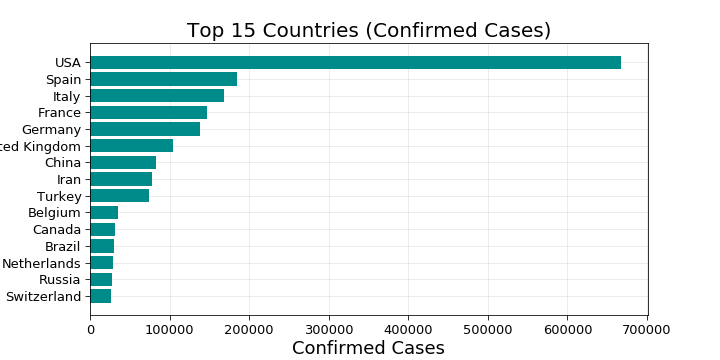 Top 15 Countries (Confirmed Cases)
USA
Spain
Italy
France
Germany
ted Kingdom
China
Iran
Turkey
Belgium
Canada
Brazil
Netherlands
Russia
Switzerland
0 100000 200000 300000 400000 500000 600000 700000
Confirmed Cases